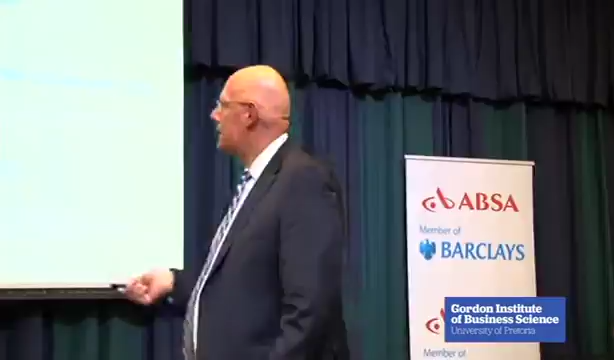 ABSA
Member of
BARCLAYS
Gordon Institute
of Business Science
University of Pretoria
Member of